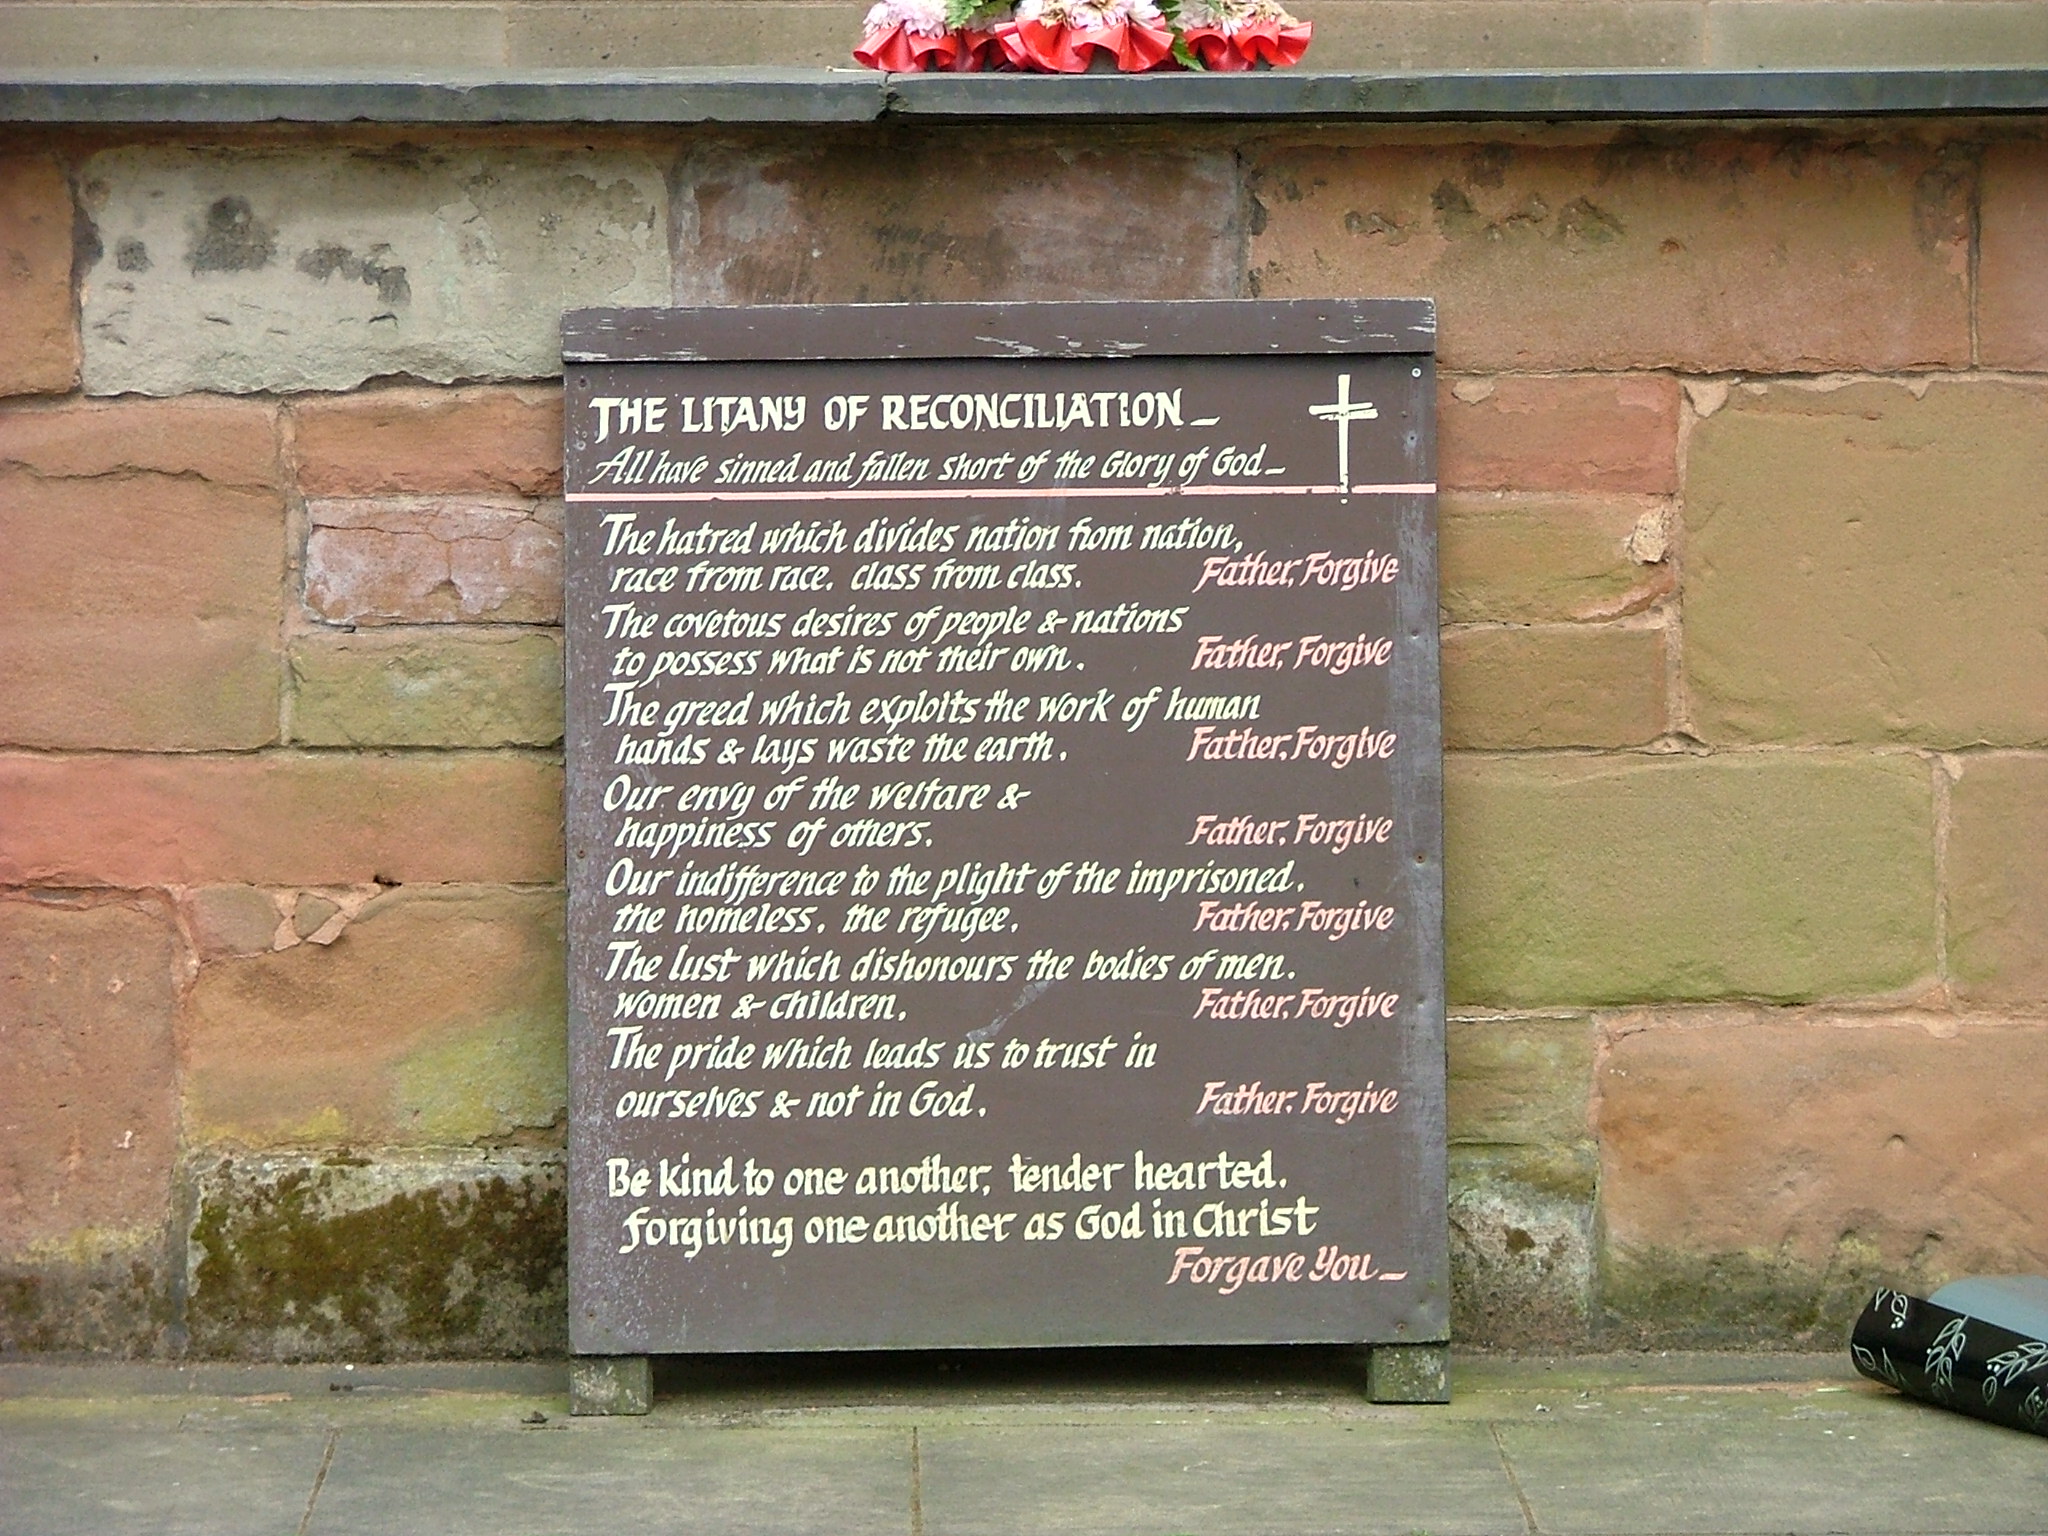 THE LITANY OF RECONCILIATION_
All have sinned and fallen short of the Glory of God_
The hatred which divides nation from nation,
race from race. class from class. Father, Forgive
The covetous desires of people & nations
to possess what is not their own. Father, Forgive
The greed which exploits the work of human
hands & lays waste the earth. Father, Forgive
Our envy of the welfare &
happiness of others. Father, Forgive
Our indifference to the plight of the imprisoned.
the homeless. the refugee. Father, Forgive
The lust which dishonours the bodies of men.
women & children. Father, Forgive
The pride which leads us to trust in
ourselves & not in God. Father, Forgive
Be kind to one another, tender hearted.
forgiving one another as God in Christ
Forgave You_